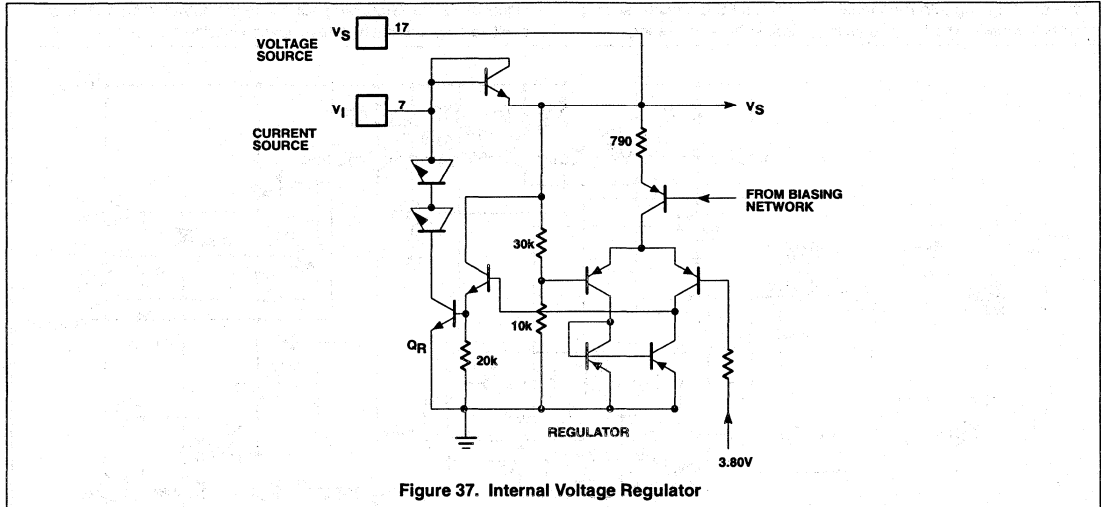 VS 17
VOLTAGE
SOURCE
VI 7
CURRENT
SOURCE
VS
790
FROM BIASING
NETWORK
30k
10k
QR
20k
REGULATOR
3.80V
Figure 37. Internal Voltage Regulator